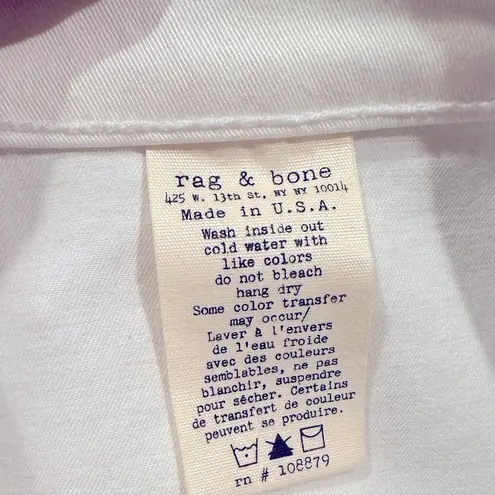 rag & bone
425 W. 13th St, NY NY 10014
Made in U.S.A.
Wash inside out
cold water with
like colors
do not bleach
hang dry
Some color transfer
may occur/
Laver à l'envers
de l'eau froide
avec des couleurs
semblables, ne pas
blanchir, suspendre
pour sécher. Certains
de transfert de couleur
peuvent se produire.
rn # 108879